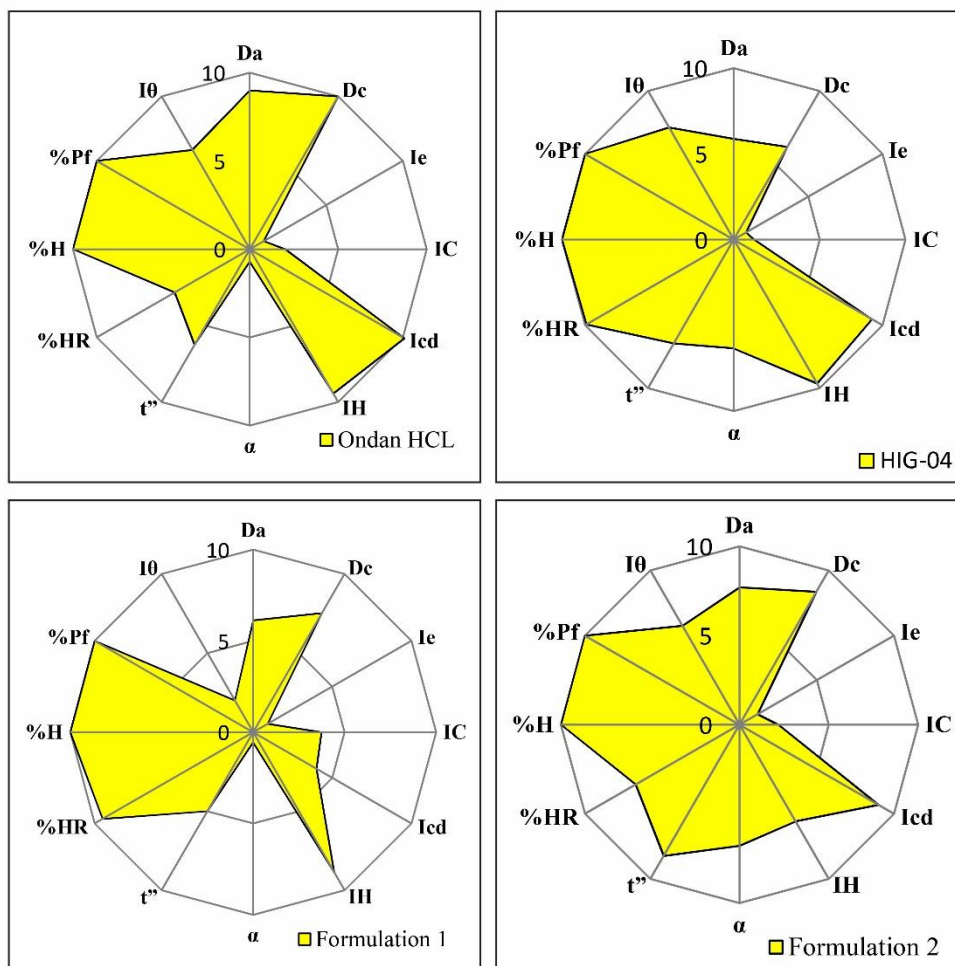 Da
10
Iθ
Dc
%Pf
Ie
5
%H
0
IC
%HR
Icd
t”
IH
α
Ondan HCL
Da
10
Iθ
Dc
%Pf
Ie
5
%H
0
IC
%HR
Icd
t”
IH
α
HIG-04
Da
10
Iθ
Dc
%Pf
Ie
5
%H
0
IC
%HR
Icd
t”
IH
α
Formulation 1
Da
10
Iθ
Dc
%Pf
Ie
5
%H
0
IC
%HR
Icd
t”
IH
α
Formulation 2